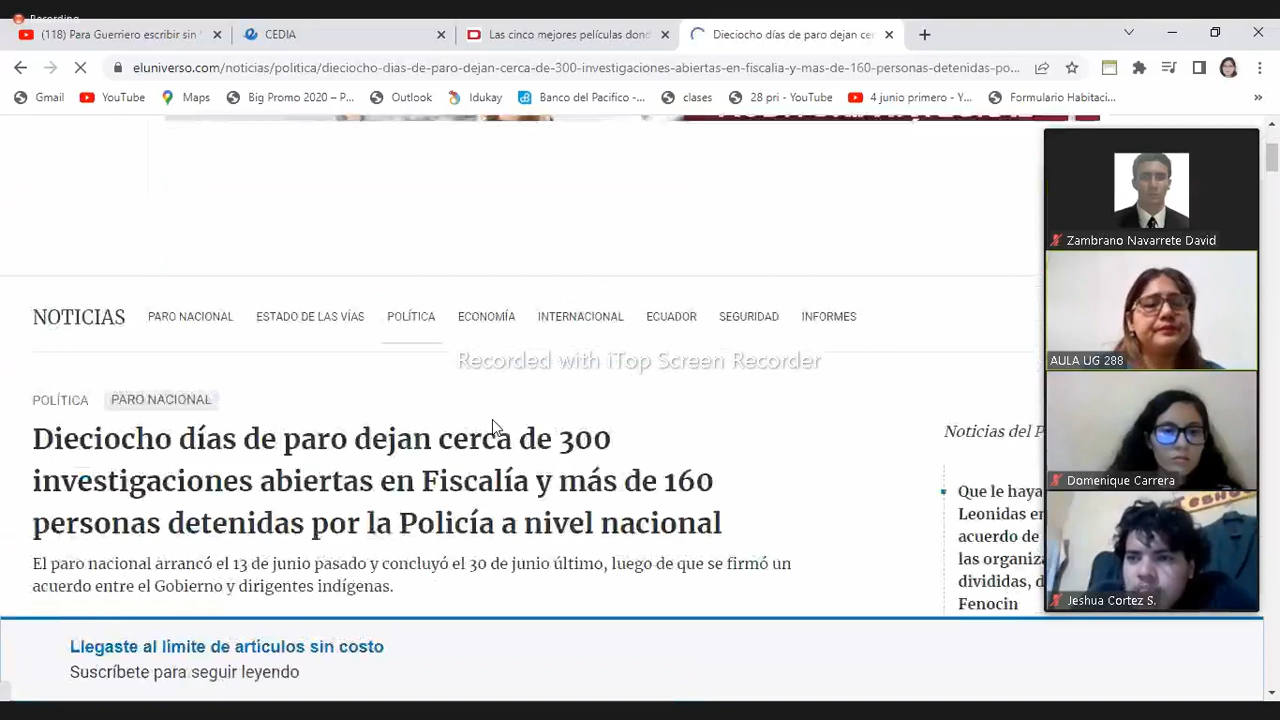 Recording
(118) Para Guerriero escribir sin
CEDIA
Las cinco mejores películas dond
Dieciocho días de paro dejan cer
eluniverso.com/noticias/politica/dieciocho-dias-de-paro-dejan-cerca-de-300-investigaciones-abiertas-en-fiscalia-y-mas-de-160-personas-detenidas-po...
Gmail
YouTube
Maps
Big Promo 2020 – P...
Outlook
Idukay
Banco del Pacifico -...
clases
28 pri - YouTube
4 junio primero - Y...
Formulario Habitaci...
»
Zambrano Navarrete David
NOTICIAS
PARO NACIONAL
ESTADO DE LAS VÍAS
POLÍTICA
ECONOMÍA
INTERNACIONAL
ECUADOR
SEGURIDAD
INFORMES
Recorded with iTop Screen Recorder
AULA UG 288
POLÍTICA
PARO NACIONAL
Dieciocho días de paro dejan cerca de 300
investigaciones abiertas en Fiscalía y más de 160
personas detenidas por la Policía a nivel nacional
El paro nacional arrancó el 13 de junio pasado y concluyó el 30 de junio último, luego de que se firmó un
acuerdo entre el Gobierno y dirigentes indígenas.
Noticias del P
Que le haya
Leonidas en
acuerdo de
las organiza
divididas, d
Fenocin
Domenique Carrera
Jeshua Cortez S.
Llegaste al límite de artículos sin costo
Suscríbete para seguir leyendo